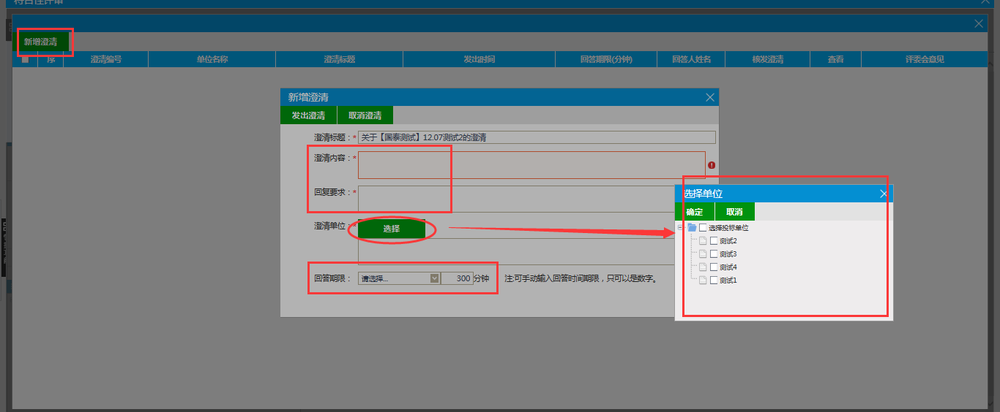 符合性评审
新增澄清
序 澄清编号 单位名称 澄清标题 发出时间 回答期限(分钟) 回答人姓名 核发澄清 查看 评委会意见
新增澄清
发出澄清 取消澄清
澄清标题：* 关于【国泰测试】12.07测试2的澄清
澄清内容：*
回复要求：*
澄清单位：* 选择
回答期限： 请选择... 300 分钟 注:可手动输入回答时间期限，只可以是数字。
选择单位
确定 取消
选择投标单位
测试2
测试3
测试4
测试1